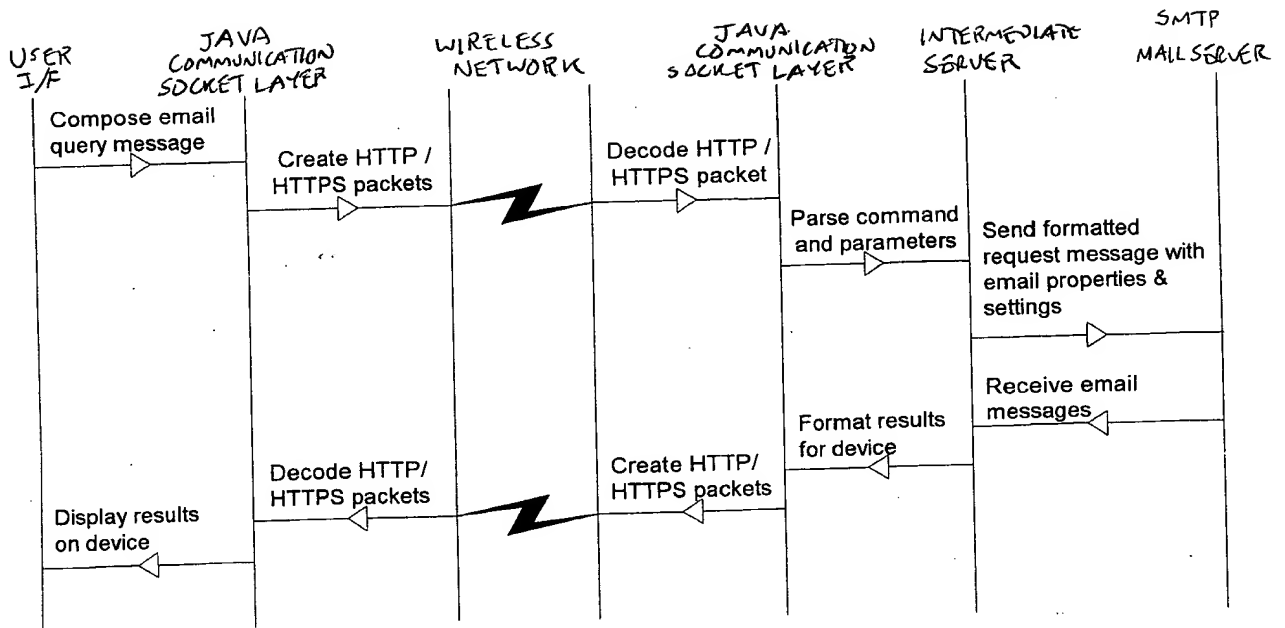 USER
I/F
JAVA
COMMUNICATION
SOCKET LAYER
WIRELESS
NETWORK
JAVA
COMMUNICATION
SOCKET LAYER
INTERMEDIATE
SERVER
SMTP
MAILSERVER
Compose email
query message
Create HTTP /
HTTPS packets
Decode HTTP /
HTTPS packet
Parse command
and parameters
Send formatted
request message with
email properties &
settings
Receive email
messages
Format results
for device
Create HTTP/
HTTPS packets
Decode HTTP/
HTTPS packets
Display results
on device